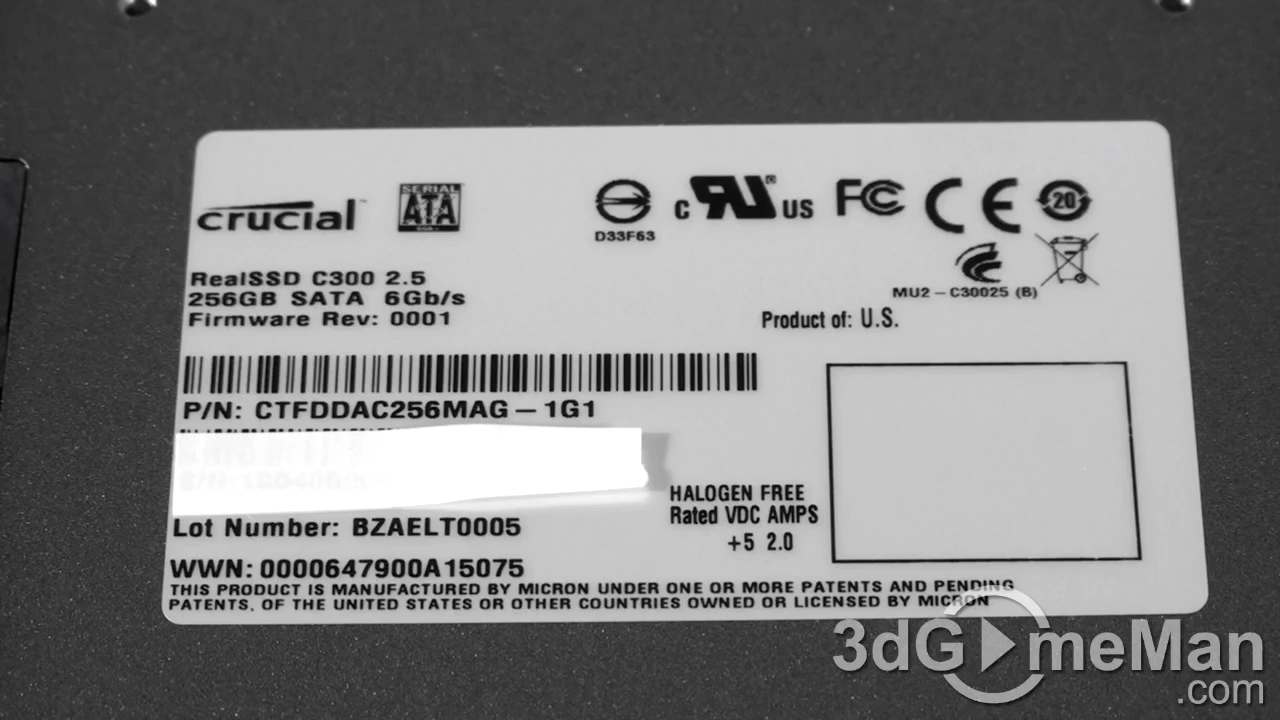 crucial
SERIAL
ATA
D33F63
c RU ® US
FC CE 20
RealSSD C300 2.5
256GB SATA 6Gb/s
Firmware Rev: 0001
MU2-C30025 (B)
Product of: U.S.
P/N: CTFDDAC256MAG-1G1
Lot Number: BZAELT0005
WWN: 0000647900A15075
HALOGEN FREE
Rated VDC AMPS
+5 2.0
THIS PRODUCT IS MANUFACTURED BY MICRON UNDER ONE OR MORE PATENTS AND PENDING
PATENTS, OF THE UNITED STATES OR OTHER COUNTRIES OWNED OR LICENSED BY MICRON
3dGameMan
.com